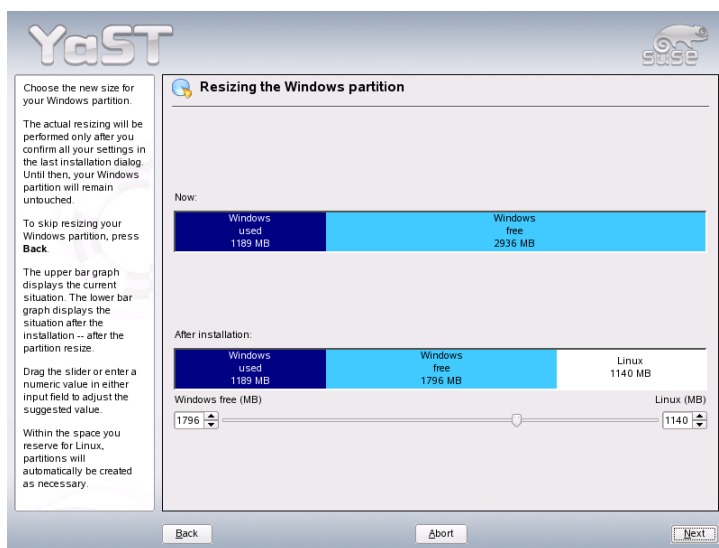 YaST
SUSE
Choose the new size for
your Windows partition.
The actual resizing will be
performed only after you
confirm all your settings in
the last installation dialog.
Until then, your Windows
partition will remain
untouched.
To skip resizing your
Windows partition, press
Back.
The upper bar graph
displays the current
situation. The lower bar
graph displays the
situation after the
installation -- after the
partition resize.
Drag the slider or enter a
numeric value in either
input field to adjust the
suggested value.
Within the space you
reserve for Linux,
partitions will
automatically be created
as necessary.
Resizing the Windows partition
Now:
Windows
used
1189 MB
Windows
free
2936 MB
After installation:
Windows
used
1189 MB
Windows
free
1796 MB
Linux
1140 MB
Windows free (MB)
Linux (MB)
1796
1140
Back
Abort
Next